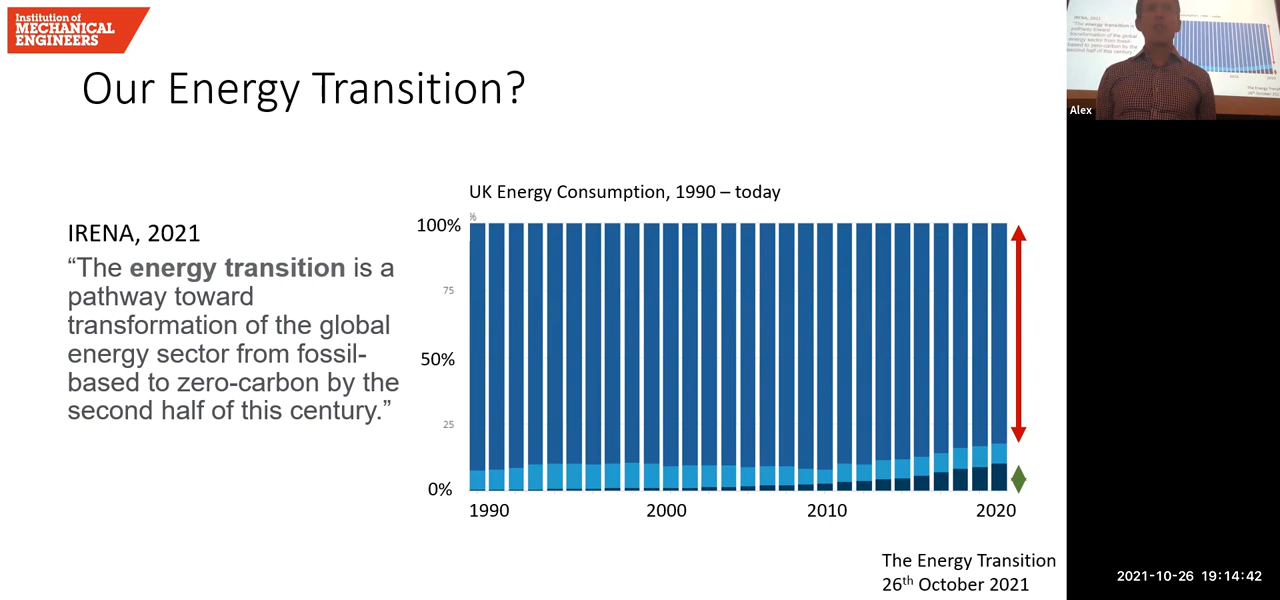 Institution of
MECHANICAL
ENGINEERS
Our Energy Transition?
IRENA, 2021
“The energy transition is a
pathway toward
transformation of the global
energy sector from fossil-
based to zero-carbon by the
second half of this century.”
UK Energy Consumption, 1990 – today
%
100%
75
50%
25
0%
1990
2000
2010
2020
The Energy Transition
26th October 2021
IRENA, 2021
Alex
2021-10-26 19:14:42